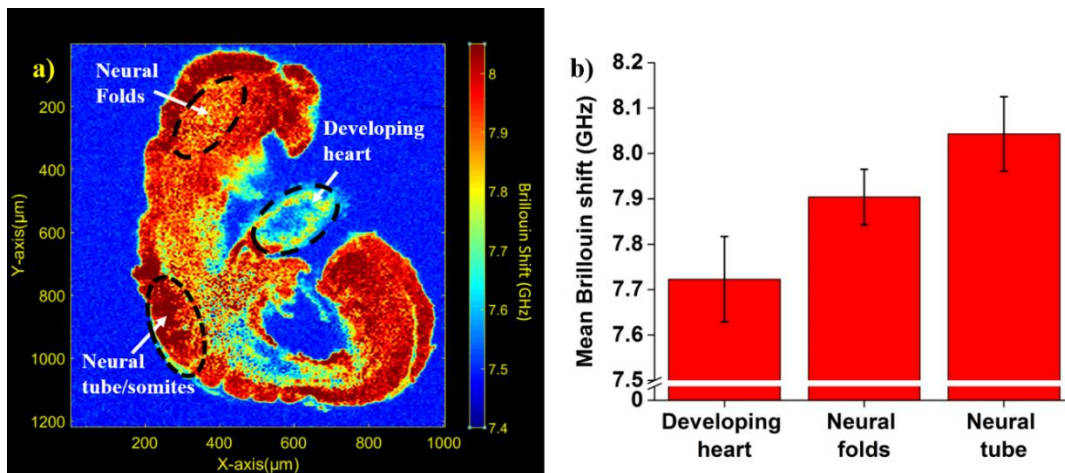 a)
Neural
Folds
Developing
heart
Neural
tube/somites
200
400
600
800
1000
1200
Y-axis(µm)
200
400
600
800
1000
X-axis(µm)
8
7.9
7.8
7.7
7.6
7.5
7.4
Brillouin Shift (GHz)
b)
8.2
8.1
8.0
7.9
7.8
7.7
7.6
7.5
0
Mean Brillouin shift (GHz)
Developing
heart
Neural
folds
Neural
tube